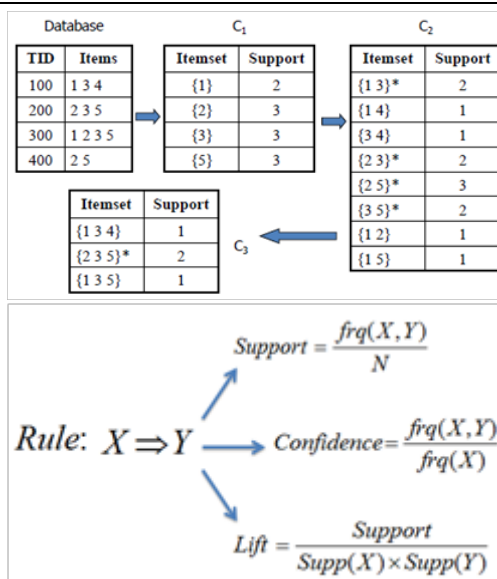 Database C₁ C₂
TID Items
100 1 3 4
200 2 3 5
300 1 2 3 5
400 2 5
Itemset Support
{1} 2
{2} 3
{3} 3
{5} 3
Itemset Support
{1 3}* 2
{1 4} 1
{3 4} 1
{2 3}* 2
{2 5}* 3
{3 5}* 2
{1 2} 1
{1 5} 1
Itemset Support
{1 3 4} 1
{2 3 5}* 2
{1 3 5} 1
C₃
Support = frq(X,Y) / N
Rule: X ⇒ Y
Confidence = frq(X,Y) / frq(X)
Lift = Support / Supp(X) × Supp(Y)